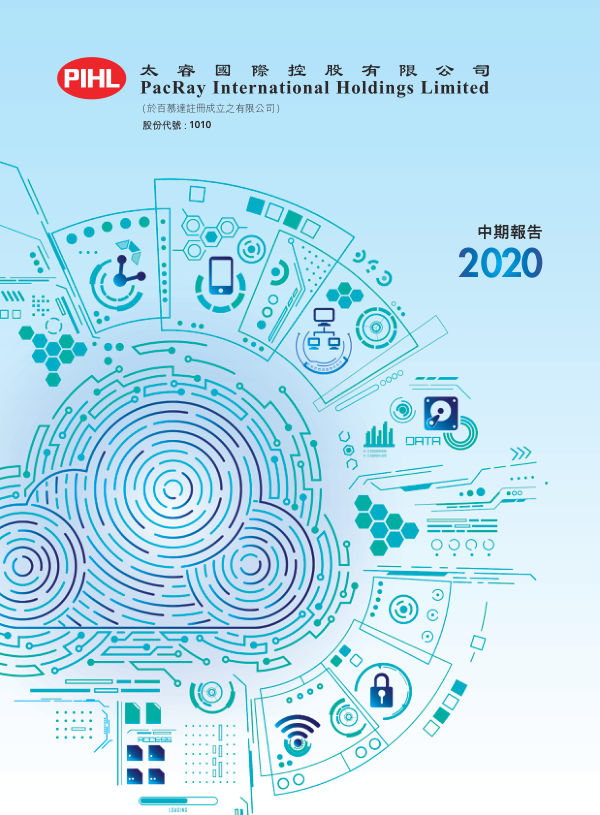 PIHL
太睿國際控股有限公司
PacRay International Holdings Limited
(於百慕達註冊成立之有限公司)
股份代號：1010
中期報告
2020
DATA
ACCESS
LOADING